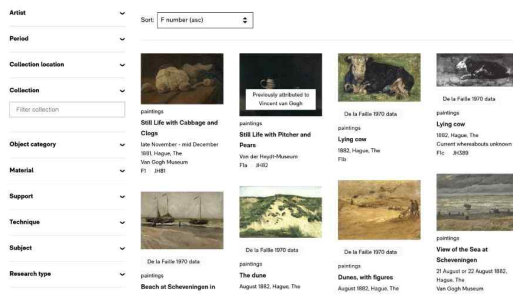 Artist
Period
Collection location
Collection
Filter collection
Object category
Material
Support
Technique
Subject
Research type
Sort: F number (asc)
paintings
Still Life with Cabbage and
Clogs
late November - mid December
1881, Hague, The
Van Gogh Museum
F1 JH81
Previously attributed to
Vincent van Gogh
paintings
Still Life with Pitcher and
Pears
Von der Heydt-Museum
F1a JH82
De la Faille 1970 data
paintings
Lying cow
1882, Hague, The
F1b
De la Faille 1970 data
paintings
Lying cow
1882, Hague, The
Current whereabouts unknown
F1c JH389
De la Faille 1970 data
paintings
Beach at Scheveningen in
De la Faille 1970 data
paintings
The dune
August 1882, Hague, The
De la Faille 1970 data
paintings
Dunes, with figures
August 1882, Hague, The
paintings
View of the Sea at
Scheveningen
21 August or 22 August 1882,
Hague, The
Van Gogh Museum